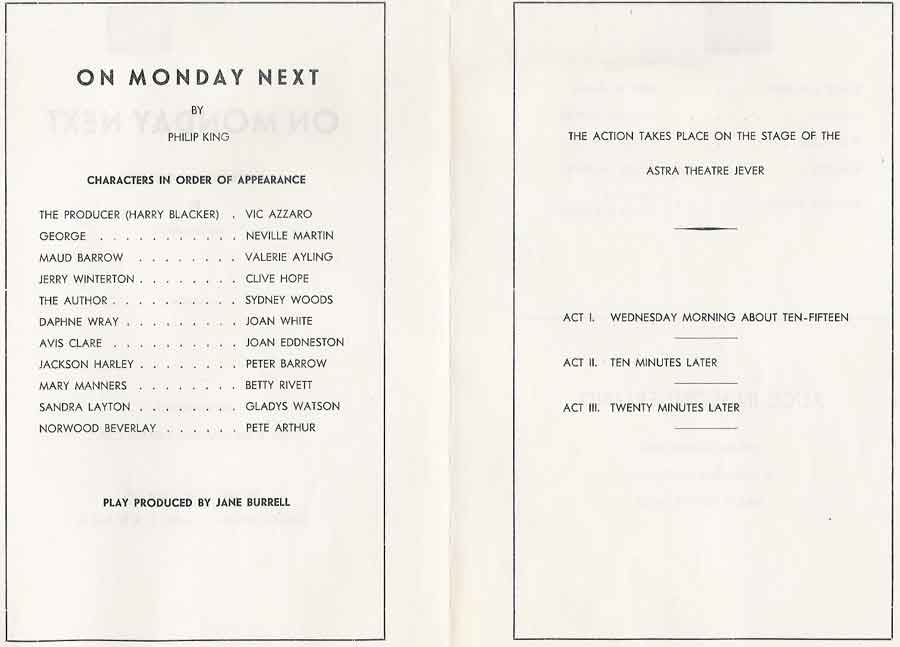 ON MONDAY NEXT
BY
PHILIP KING
CHARACTERS IN ORDER OF APPEARANCE
THE PRODUCER (HARRY BLACKER) . VIC AZZARO
GEORGE . . . . . . . . . . . NEVILLE MARTIN
MAUD BARROW . . . . . . . . VALERIE AYLING
JERRY WINTERTON . . . . . . . . CLIVE HOPE
THE AUTHOR . . . . . . . . . . SYDNEY WOODS
DAPHNE WRAY . . . . . . . . . JOAN WHITE
AVIS CLARE . . . . . . . . . . JOAN EDDNESTON
JACKSON HARLEY . . . . . . . . PETER BARROW
MARY MANNERS . . . . . . . . BETTY RIVETT
SANDRA LAYTON . . . . . . . . GLADYS WATSON
NORWOOD BEVERLAY . . . . . . PETE ARTHUR
PLAY PRODUCED BY JANE BURRELL
THE ACTION TAKES PLACE ON THE STAGE OF THE
ASTRA THEATRE JEVER
ACT I. WEDNESDAY MORNING ABOUT TEN-FIFTEEN
ACT II. TEN MINUTES LATER
ACT III. TWENTY MINUTES LATER